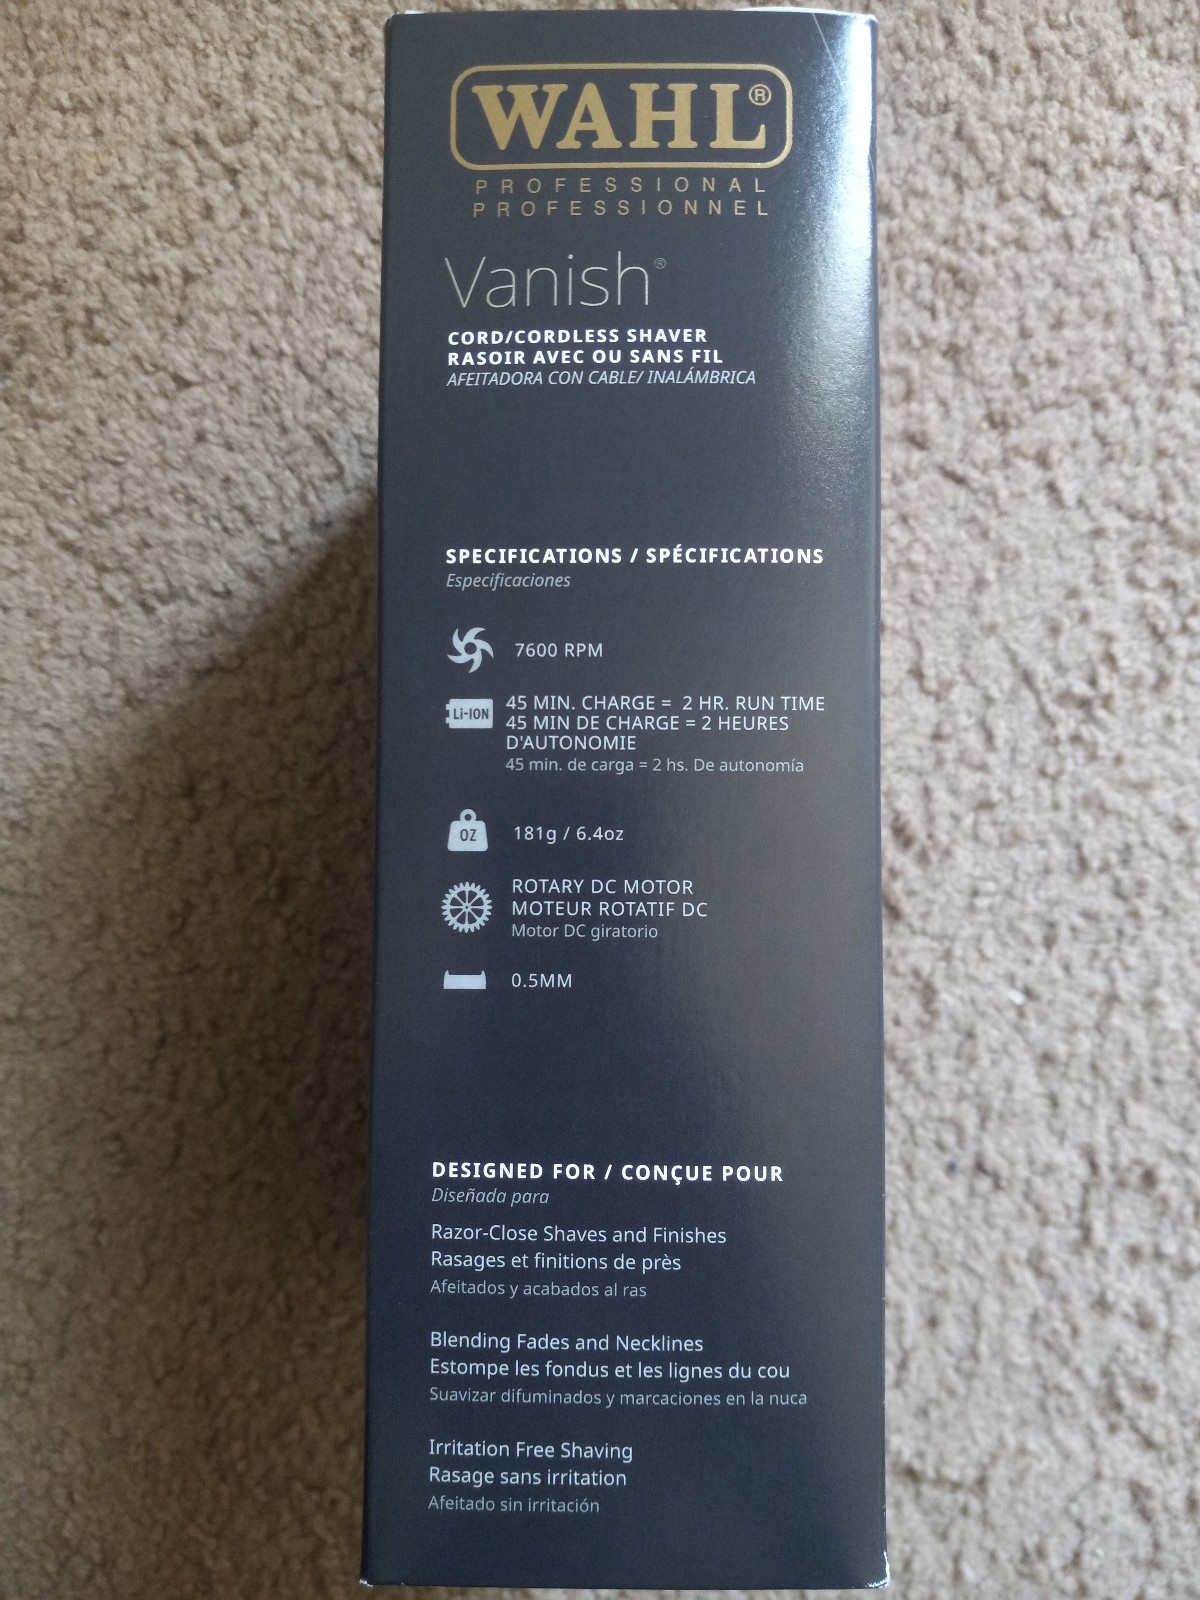 WAHL®
PROFESSIONAL
PROFESSIONNEL
Vanish®
CORD/CORDLESS SHAVER
RASOIR AVEC OU SANS FIL
AFEITADORA CON CABLE/ INALÁMBRICA
SPECIFICATIONS / SPÉCIFICATIONS
Especificaciones
7600 RPM
Li-ION
45 MIN. CHARGE = 2 HR. RUN TIME
45 MIN DE CHARGE = 2 HEURES
D'AUTONOMIE
45 min. de carga = 2 hs. De autonomía
OZ
181g / 6.4oz
ROTARY DC MOTOR
MOTEUR ROTATIF DC
Motor DC giratorio
0.5MM
DESIGNED FOR / CONÇUE POUR
Diseñada para
Razor-Close Shaves and Finishes
Rasages et finitions de près
Afeitados y acabados al ras
Blending Fades and Necklines
Estompe les fondus et les lignes du cou
Suavizar difuminados y marcaciones en la nuca
Irritation Free Shaving
Rasage sans irritation
Afeitado sin irritación